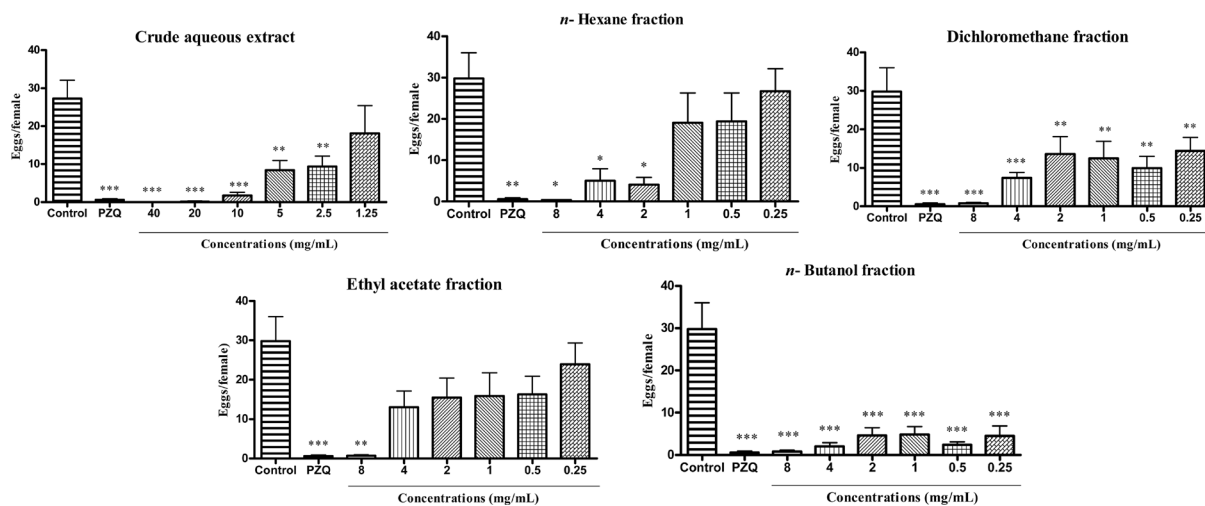 Crude aqueous extract
40
30
20
10
0
Eggs/female
***
***
***
***
**
**
Control PZQ 40 20 10 5 2.5 1.25
Concentrations (mg/mL)
n- Hexane fraction
40
30
20
10
0
Eggs/female
**
*
*
*
Control PZQ 8 4 2 1 0.5 0.25
Concentrations (mg/mL)
Dichloromethane fraction
40
30
20
10
0
Eggs/female
***
***
***
**
**
**
**
Control PZQ 8 4 2 1 0.5 0.25
Concentrations (mg/mL)
Ethyl acetate fraction
40
30
20
10
0
Eggs/female)
***
**
Control PZQ 8 4 2 1 0.5 0.25
Concentrations (mg/mL)
n- Butanol fraction
40
30
20
10
0
Eggs/female
***
***
***
***
***
***
***
Control PZQ 8 4 2 1 0.5 0.25
Concentrations (mg/mL)